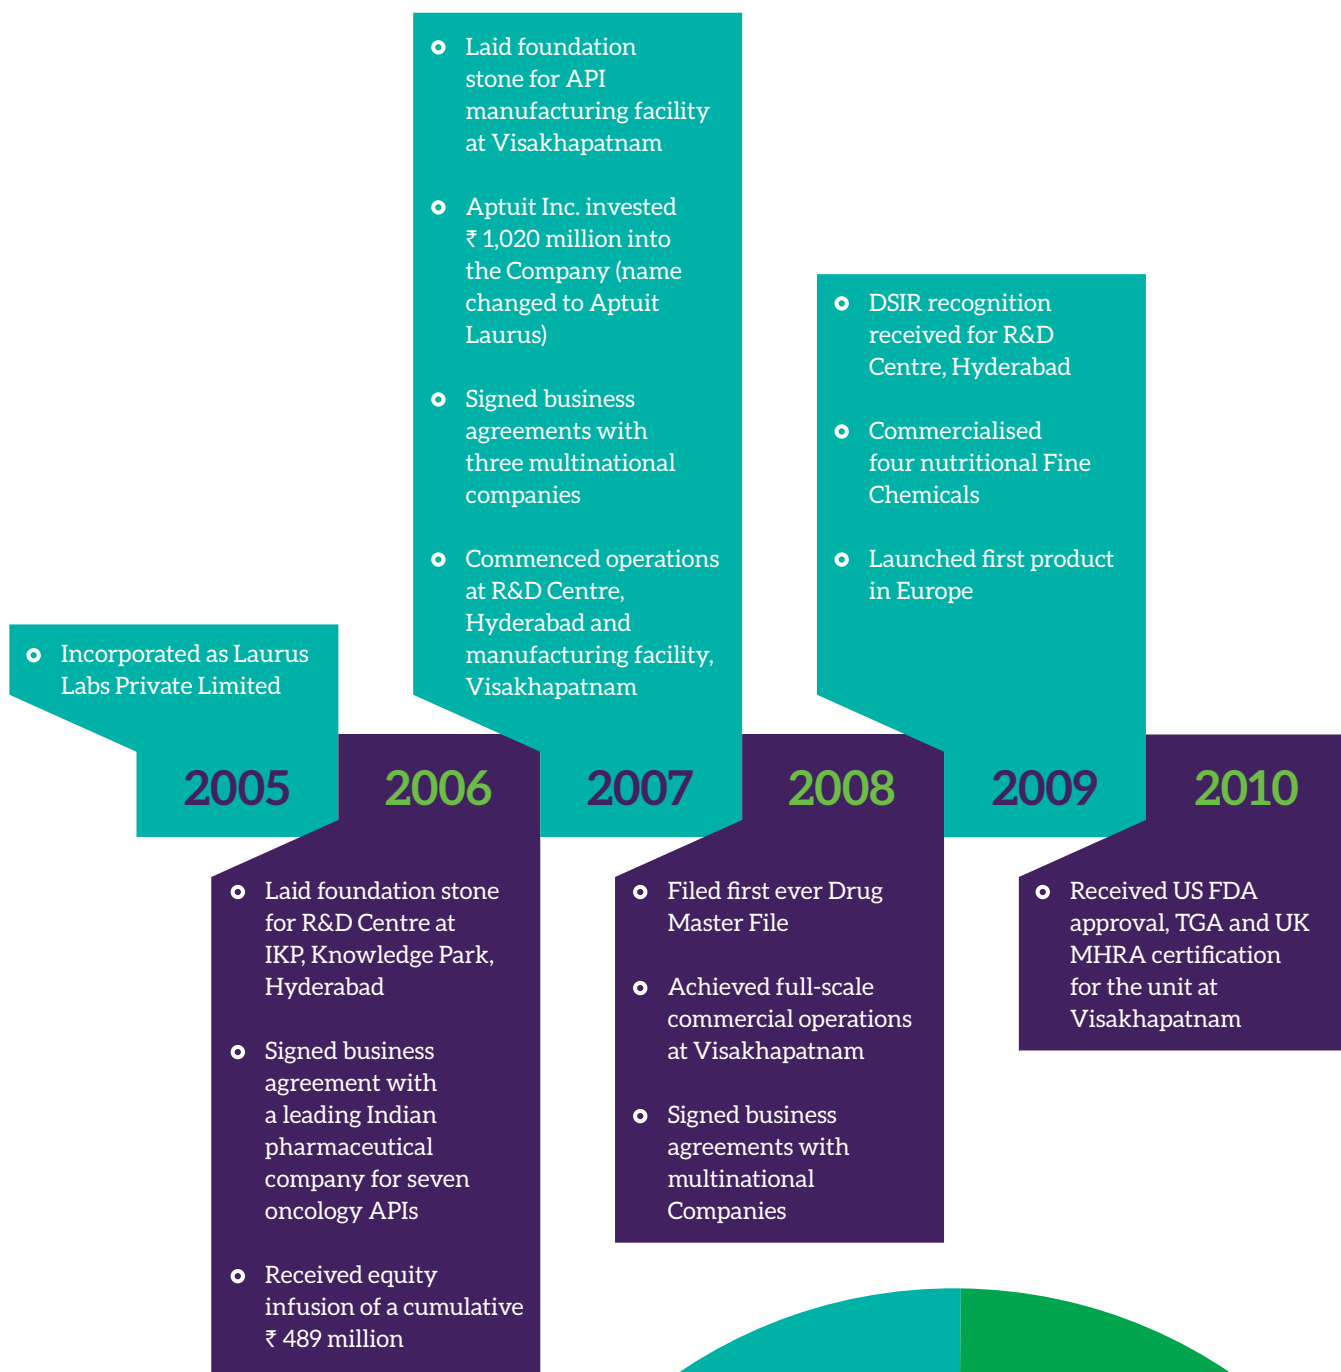 Incorporated as Laurus
Labs Private Limited
2005
2006
Laid foundation stone
for R&D Centre at
IKP, Knowledge Park,
Hyderabad
Signed business
agreement with
a leading Indian
pharmaceutical
company for seven
oncology APIs
Received equity
infusion of a cumulative
₹ 489 million
Laid foundation
stone for API
manufacturing facility
at Visakhapatnam
Aptuit Inc. invested
₹ 1,020 million into
the Company (name
changed to Aptuit
Laurus)
Signed business
agreements with
three multinational
companies
Commenced operations
at R&D Centre,
Hyderabad and
manufacturing facility,
Visakhapatnam
2007
2008
Filed first ever Drug
Master File
Achieved full-scale
commercial operations
at Visakhapatnam
Signed business
agreements with
multinational
Companies
DSIR recognition
received for R&D
Centre, Hyderabad
Commercialised
four nutritional Fine
Chemicals
Launched first product
in Europe
2009
2010
Received US FDA
approval, TGA and UK
MHRA certification
for the unit at
Visakhapatnam